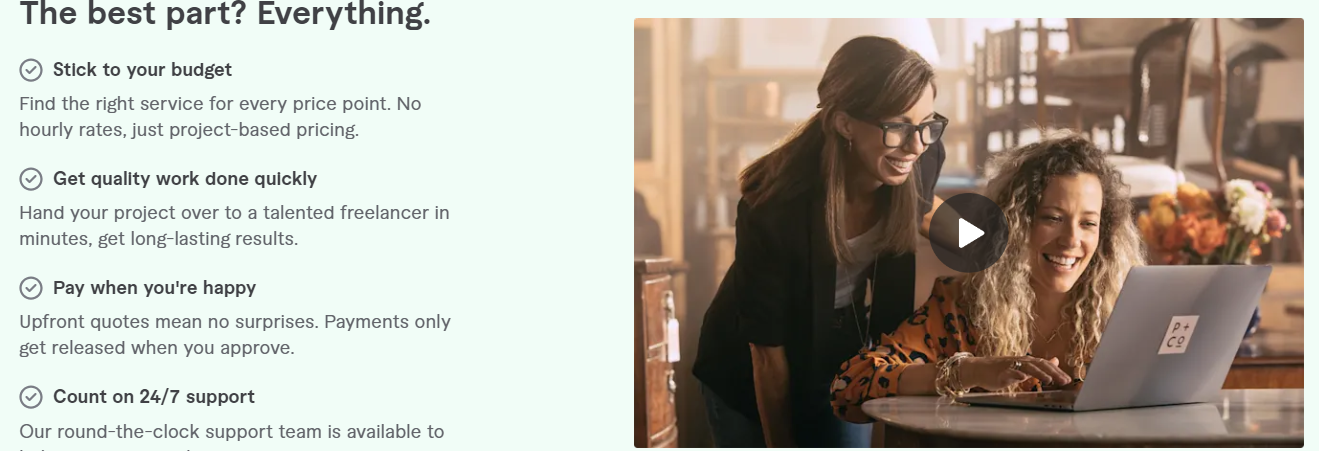 The best part? Everything.
Stick to your budget
Find the right service for every price point. No
hourly rates, just project-based pricing.
Get quality work done quickly
Hand your project over to a talented freelancer in
minutes, get long-lasting results.
Pay when you're happy
Upfront quotes mean no surprises. Payments only
get released when you approve.
Count on 24/7 support
Our round-the-clock support team is available to
P+
Co